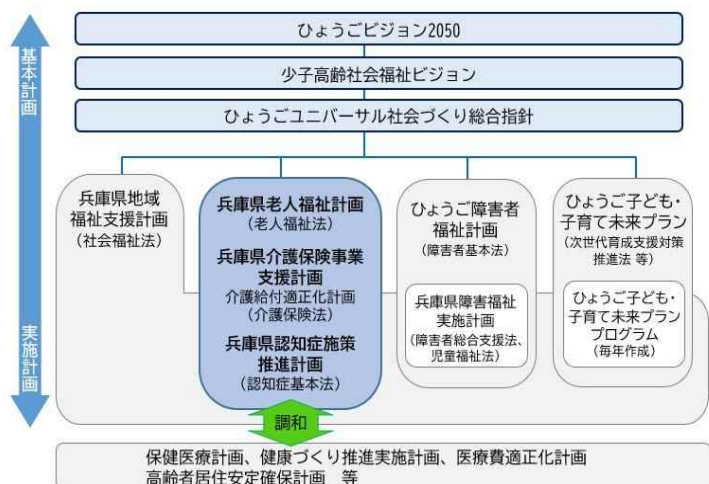 基本計画
実施計画
ひょうごビジョン2050
少子高齢社会福祉ビジョン
ひょうごユニバーサル社会づくり総合指針
兵庫県地域
福祉支援計画
(社会福祉法)
兵庫県老人福祉計画
(老人福祉法)
兵庫県介護保険事業
支援計画
介護給付適正化計画
(介護保険法)
兵庫県認知症施策
推進計画
(認知症基本法)
ひょうご障害者
福祉計画
(障害者基本法)
兵庫県障害福祉
実施計画
(障害者総合支援法、
児童福祉法)
ひょうご子ども・
子育て未来プラン
(次世代育成支援対策
推進法 等)
ひょうご子ども・
子育て未来プラン
プログラム
(毎年作成)
調和
保健医療計画、健康づくり推進実施計画、医療費適正化計画
高齢者居住安定確保計画　等